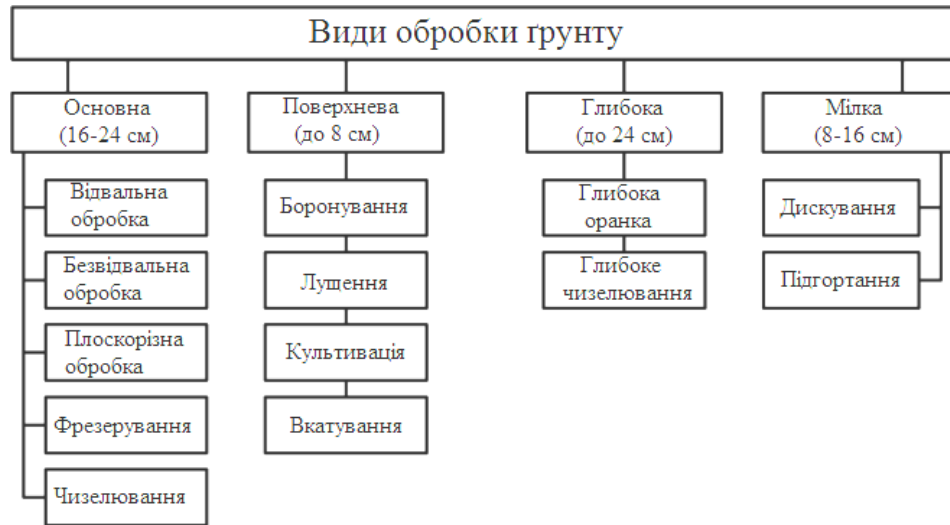 Види обробки ґрунту
Основна
(16-24 см)
Відвальна
обробка
Безвідвальна
обробка
Плоскорізна
обробка
Фрезерування
Чизелювання
Поверхнева
(до 8 см)
Боронування
Лущення
Культивація
Вкатування
Глибока
(до 24 см)
Глибока
оранка
Глибоке
чизелювання
Мілка
(8-16 см)
Дискування
Підгортання